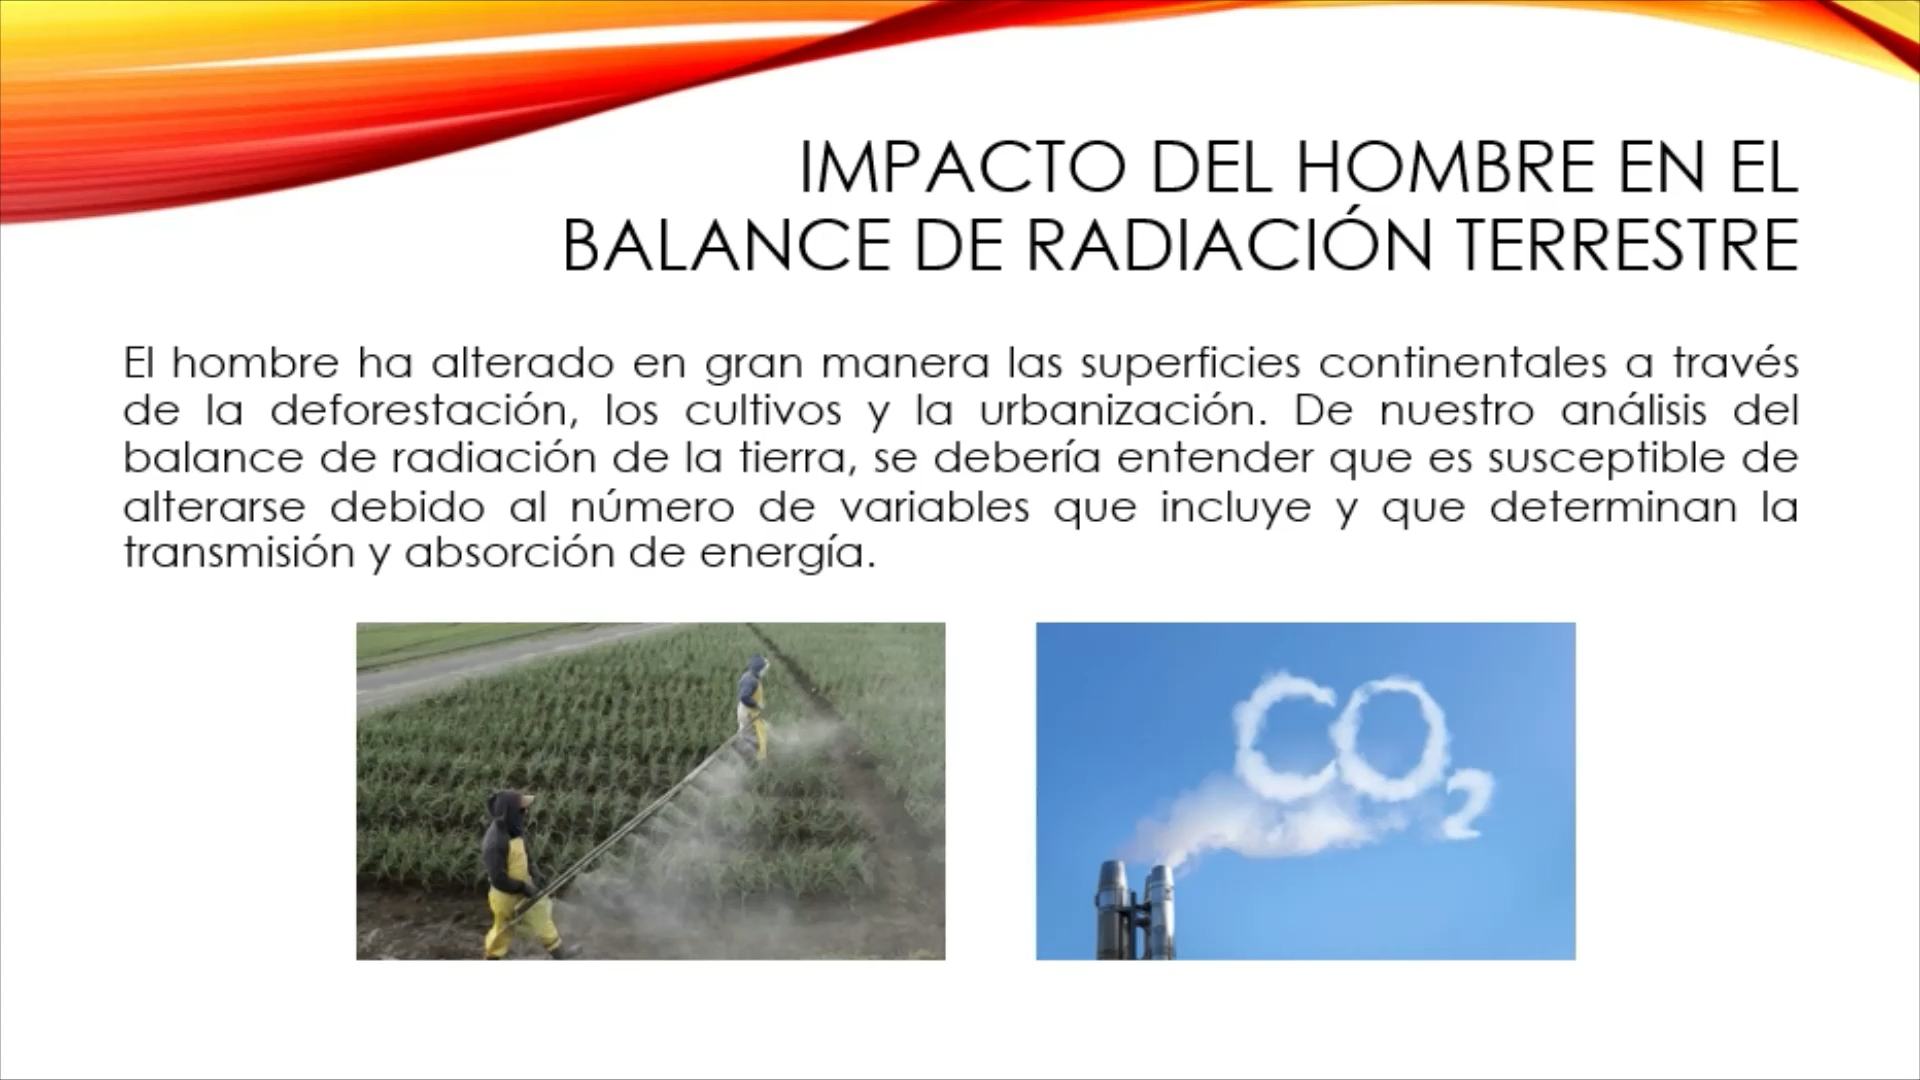 IMPACTO DEL HOMBRE EN EL
BALANCE DE RADIACIÓN TERRESTRE
El hombre ha alterado en gran manera las superficies continentales a través
de la deforestación, los cultivos y la urbanización. De nuestro análisis del
balance de radiación de la tierra, se debería entender que es susceptible de
alterarse debido al número de variables que incluye y que determinan la
transmisión y absorción de energía.
CO2